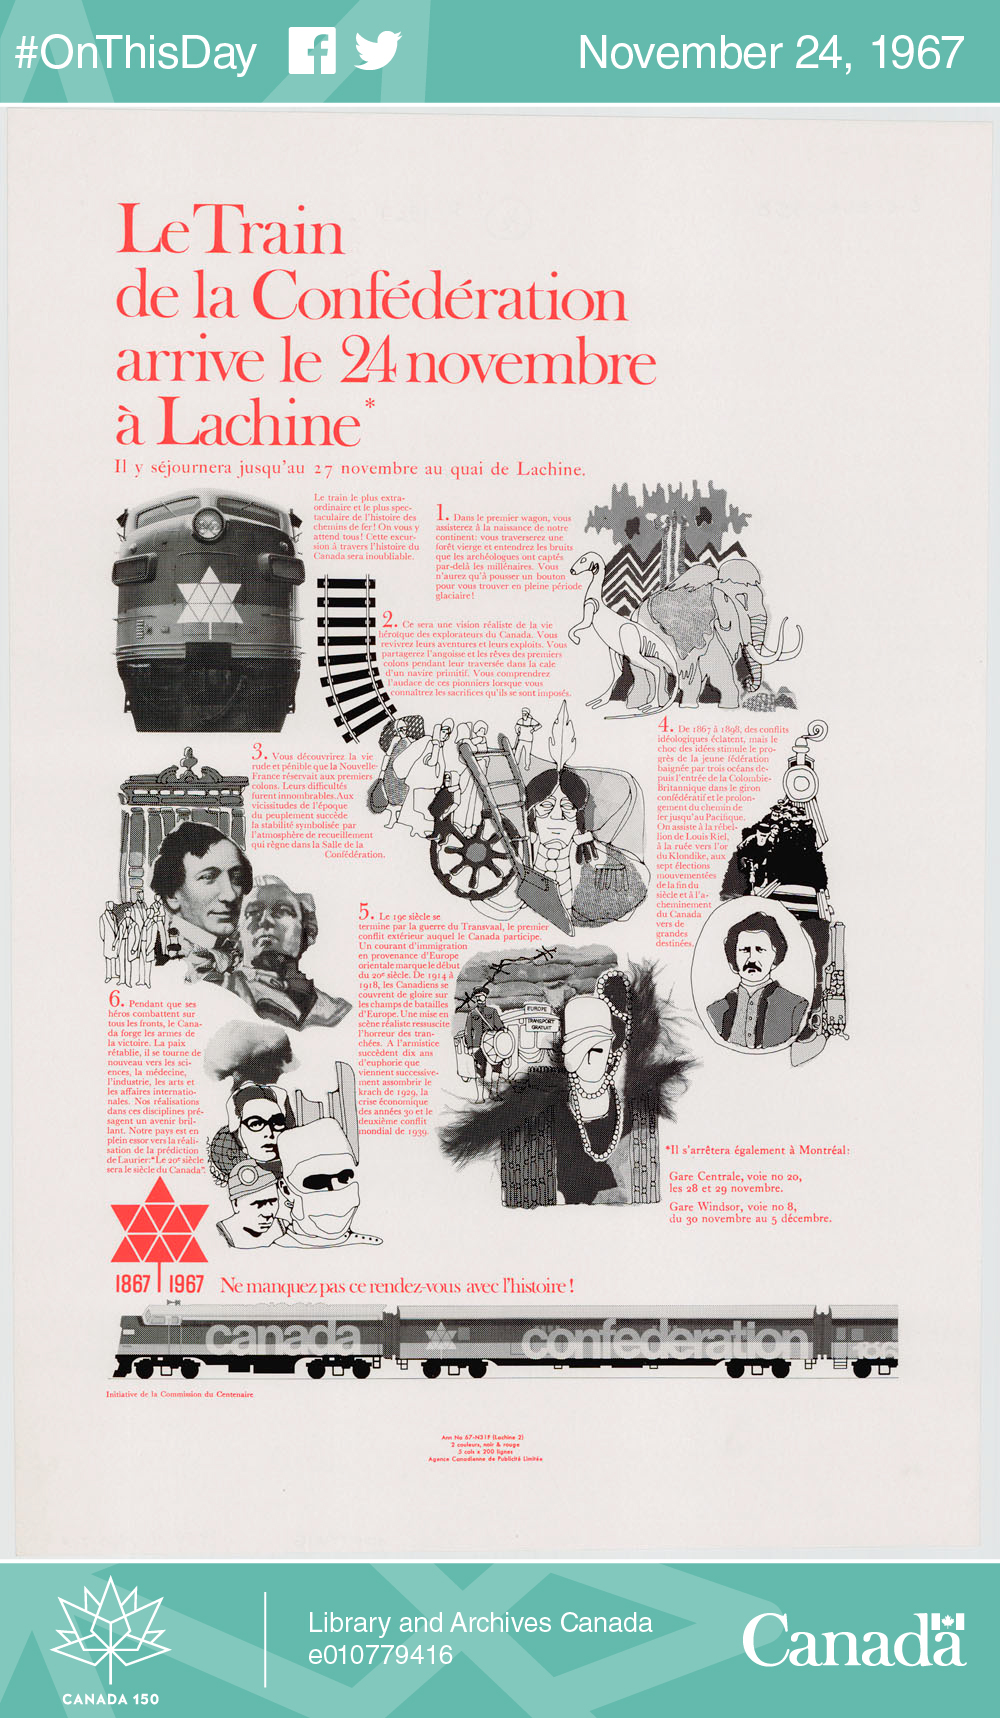 #OnThisDay
November 24, 1967
Le Train
de la Confédération
arrive le 24 novembre
à Lachine*
Il y séjournera jusqu'au 27 novembre au quai de Lachine.
Le train le plus extra-
ordinaire et le plus spec-
taculaire de l'histoire des
chemins de fer! On vous y
attend tous! Cette excur-
sion à travers l'histoire du
Canada sera inoubliable.
1. Dans le premier wagon, vous
assisterez à la naissance de notre
continent: vous traverserez une
forêt vierge et entendrez les bruits
que les archéologues ont captés
par-delà les millénaires. Vous
n'aurez qu'à pousser un bouton
pour vous trouver en pleine période
glaciaire!
2. Ce sera une vision réaliste de la vie
héroïque des explorateurs du Canada. Vous
revivrez leurs aventures et leurs exploits. Vous
partagerez l'angoisse et les rêves des premiers
colons pendant leur traversée dans la cale
d'un navire primitif. Vous comprendrez
l'audace de ces pionniers lorsque vous
connaîtrez les sacrifices qu'ils se sont imposés.
3. Vous découvrirez la vie
rude et pénible que la Nouvelle-
France réservait aux premiers
colons. Leurs difficultés
furent innombrables. Aux
vicissitudes de l'époque
du peuplement succède
la stabilité symbolisée par
l'atmosphère de recueillement
qui règne dans la Salle de la
Confédération.
4. De 1867 à 1898, des conflits
idéologiques éclatent, mais le
choc des idées stimule le pro-
grès de la jeune fédération
baignée par trois océans de-
puis l'entrée de la Colombie-
Britannique dans le giron
confédératif et le prolon-
gement du chemin de
fer jusqu'au Pacifique.
On assiste à la rébel-
lion de Louis Riel,
à la ruée vers l'or
du Klondike, aux
sept élections
mouvementées
de la fin du
siècle et à l'a-
cheminement
du Canada
vers de
grandes
destinées.
5. Le 19e siècle se
termine par la guerre du Transvaal, le premier
conflit extérieur auquel le Canada participe.
Un courant d'immigration
en provenance d'Europe
orientale marque le début
du 20e siècle. De 1914 à
1918, les Canadiens se
couvrent de gloire sur
les champs de batailles
d'Europe. Une mise en
scène réaliste ressuscite
l'horreur des tran-
chées. A l'armistice
succèdent dix ans
d'euphorie que
viennent successive-
ment assombrir le
krach de 1929, la
crise économique
des années 30 et le
deuxième conflit
mondial de 1939.
EUROPE
TRANSPORT
GRATUIT
6. Pendant que ses
héros combattent sur
tous les fronts, le Cana-
da forge les armes de
la victoire. La paix
rétablie, il se tourne de
nouveau vers les sci-
ences, la médecine,
l'industrie, les arts et
les affaires internatio-
nales. Nos réalisations
dans ces disciplines pré-
sagent un avenir bril-
lant. Notre pays est en
plein essor vers la réali-
sation de la prédiction
de Laurier: "Le 20e siècle
sera le siècle du Canada".
*Il s'arrêtera également à Montréal:
Gare Centrale, voie no 20,
les 28 et 29 novembre.
Gare Windsor, voie no 8,
du 30 novembre au 5 décembre.
1867 1967
Ne manquez pas ce rendez-vous avec l'histoire!
canada confederation 186
Initiative de la Commission du Centenaire
Ann No 67-N31F (Lachine 2)
2 couleurs, noir & rouge
5 cols x 200 lignes
Agence Canadienne de Publicité Limitée
CANADA 150
Library and Archives Canada
e010779416
Canada